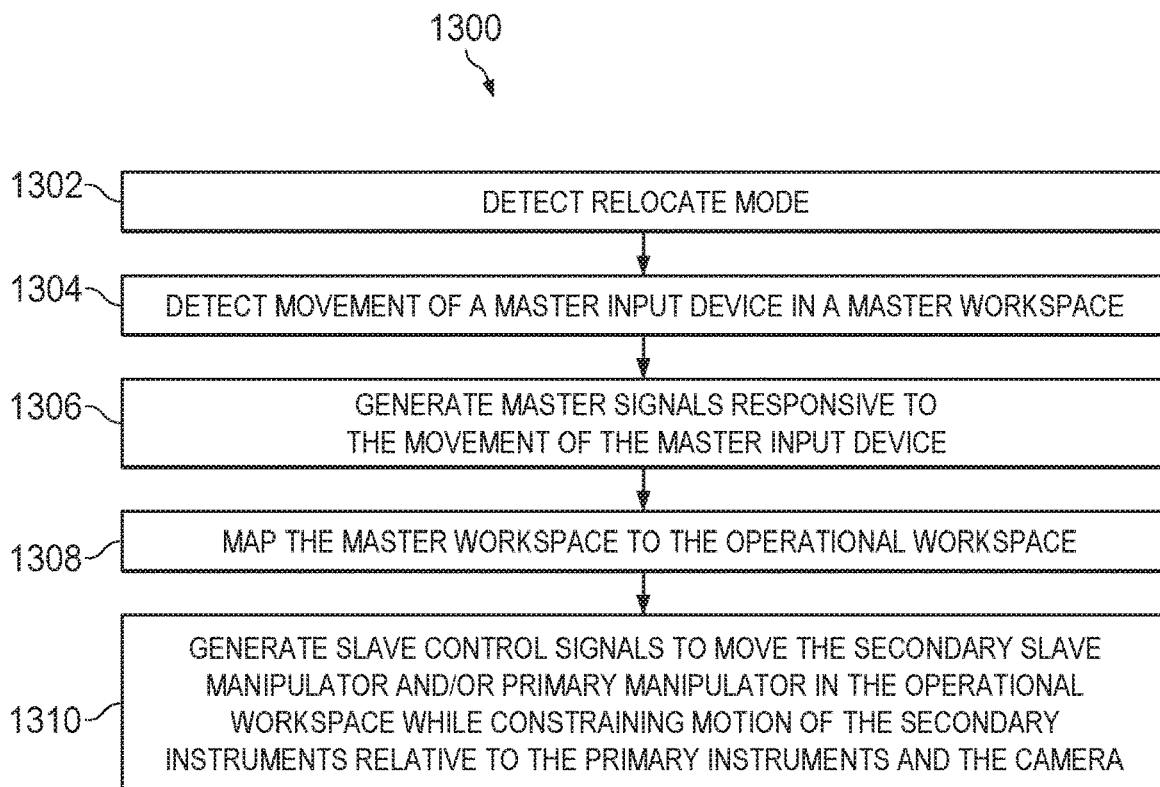 1300
1302
DETECT RELOCATE MODE
1304
DETECT MOVEMENT OF A MASTER INPUT DEVICE IN A MASTER WORKSPACE
1306
GENERATE MASTER SIGNALS RESPONSIVE TO
THE MOVEMENT OF THE MASTER INPUT DEVICE
1308
MAP THE MASTER WORKSPACE TO THE OPERATIONAL WORKSPACE
1310
GENERATE SLAVE CONTROL SIGNALS TO MOVE THE SECONDARY SLAVE
MANIPULATOR AND/OR PRIMARY MANIPULATOR IN THE OPERATIONAL
WORKSPACE WHILE CONSTRAINING MOTION OF THE SECONDARY
INSTRUMENTS RELATIVE TO THE PRIMARY INSTRUMENTS AND THE CAMERA